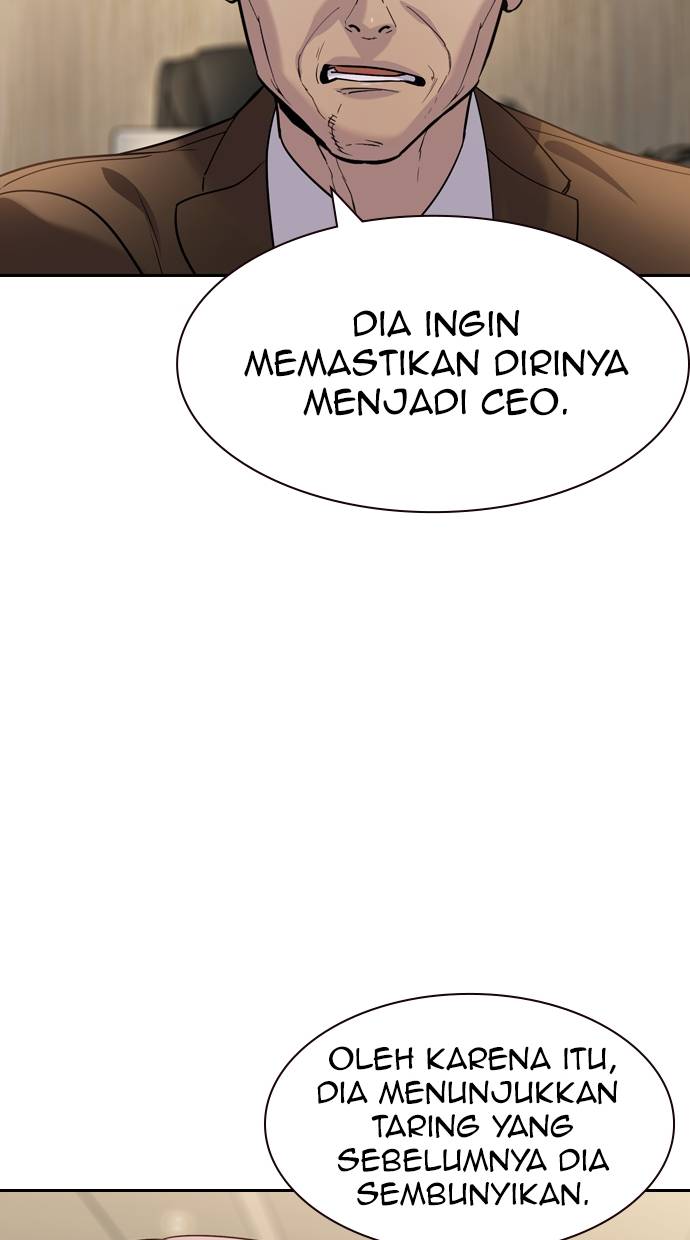 DIA INGIN
MEMASTIKAN DIRINYA
MENJADI CEO.
OLEH KARENA ITU,
DIA MENUNJUKKAN
TARING YANG
SEBELUMNYA DIA
SEMBUNYIKAN.